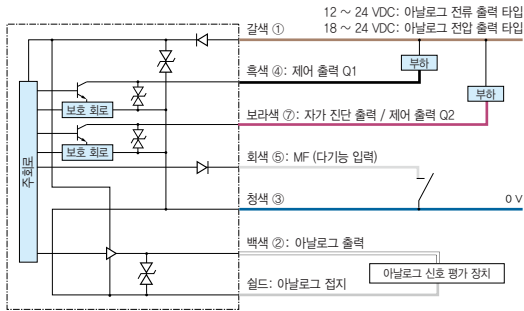 12 ~ 24 VDC: 아날로그 전류 출력 타입
갈색 ①
18 ~ 24 VDC: 아날로그 전압 출력 타입
부하
흑색 ④: 제어 출력 Q1
부하
보호 회로
보라색 ⑦: 자가 진단 출력 / 제어 출력 Q2
보호 회로
회색 ⑤: MF (다기능 입력)
주회로
청색 ③
0 V
백색 ②: 아날로그 출력
아날로그 신호 평가 장치
쉴드: 아날로그 접지